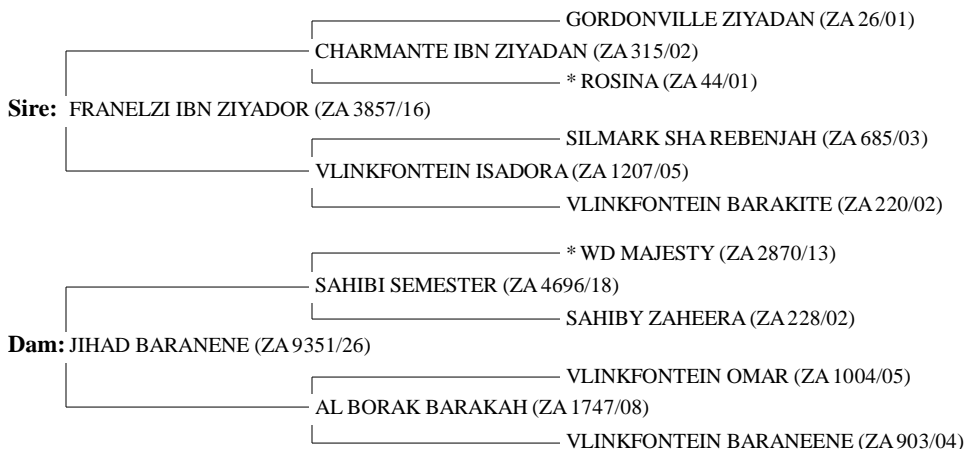 GORDONVILLE ZIYADAN (ZA 26/01)
CHARMANTE IBN ZIYADAN (ZA 315/02)
* ROSINA (ZA 44/01)
Sire: FRANELZI IBN ZIYADOR (ZA 3857/16)
SILMARK SHA REBENJAH (ZA 685/03)
VLINKFONTEIN ISADORA (ZA 1207/05)
VLINKFONTEIN BARAKITE (ZA 220/02)
* WD MAJESTY (ZA 2870/13)
SAHIBI SEMESTER (ZA 4696/18)
SAHIBY ZAHEERA (ZA 228/02)
Dam: JIHAD BARANENE (ZA 9351/26)
VLINKFONTEIN OMAR (ZA 1004/05)
AL BORAK BARAKAH (ZA 1747/08)
VLINKFONTEIN BARANEENE (ZA 903/04)